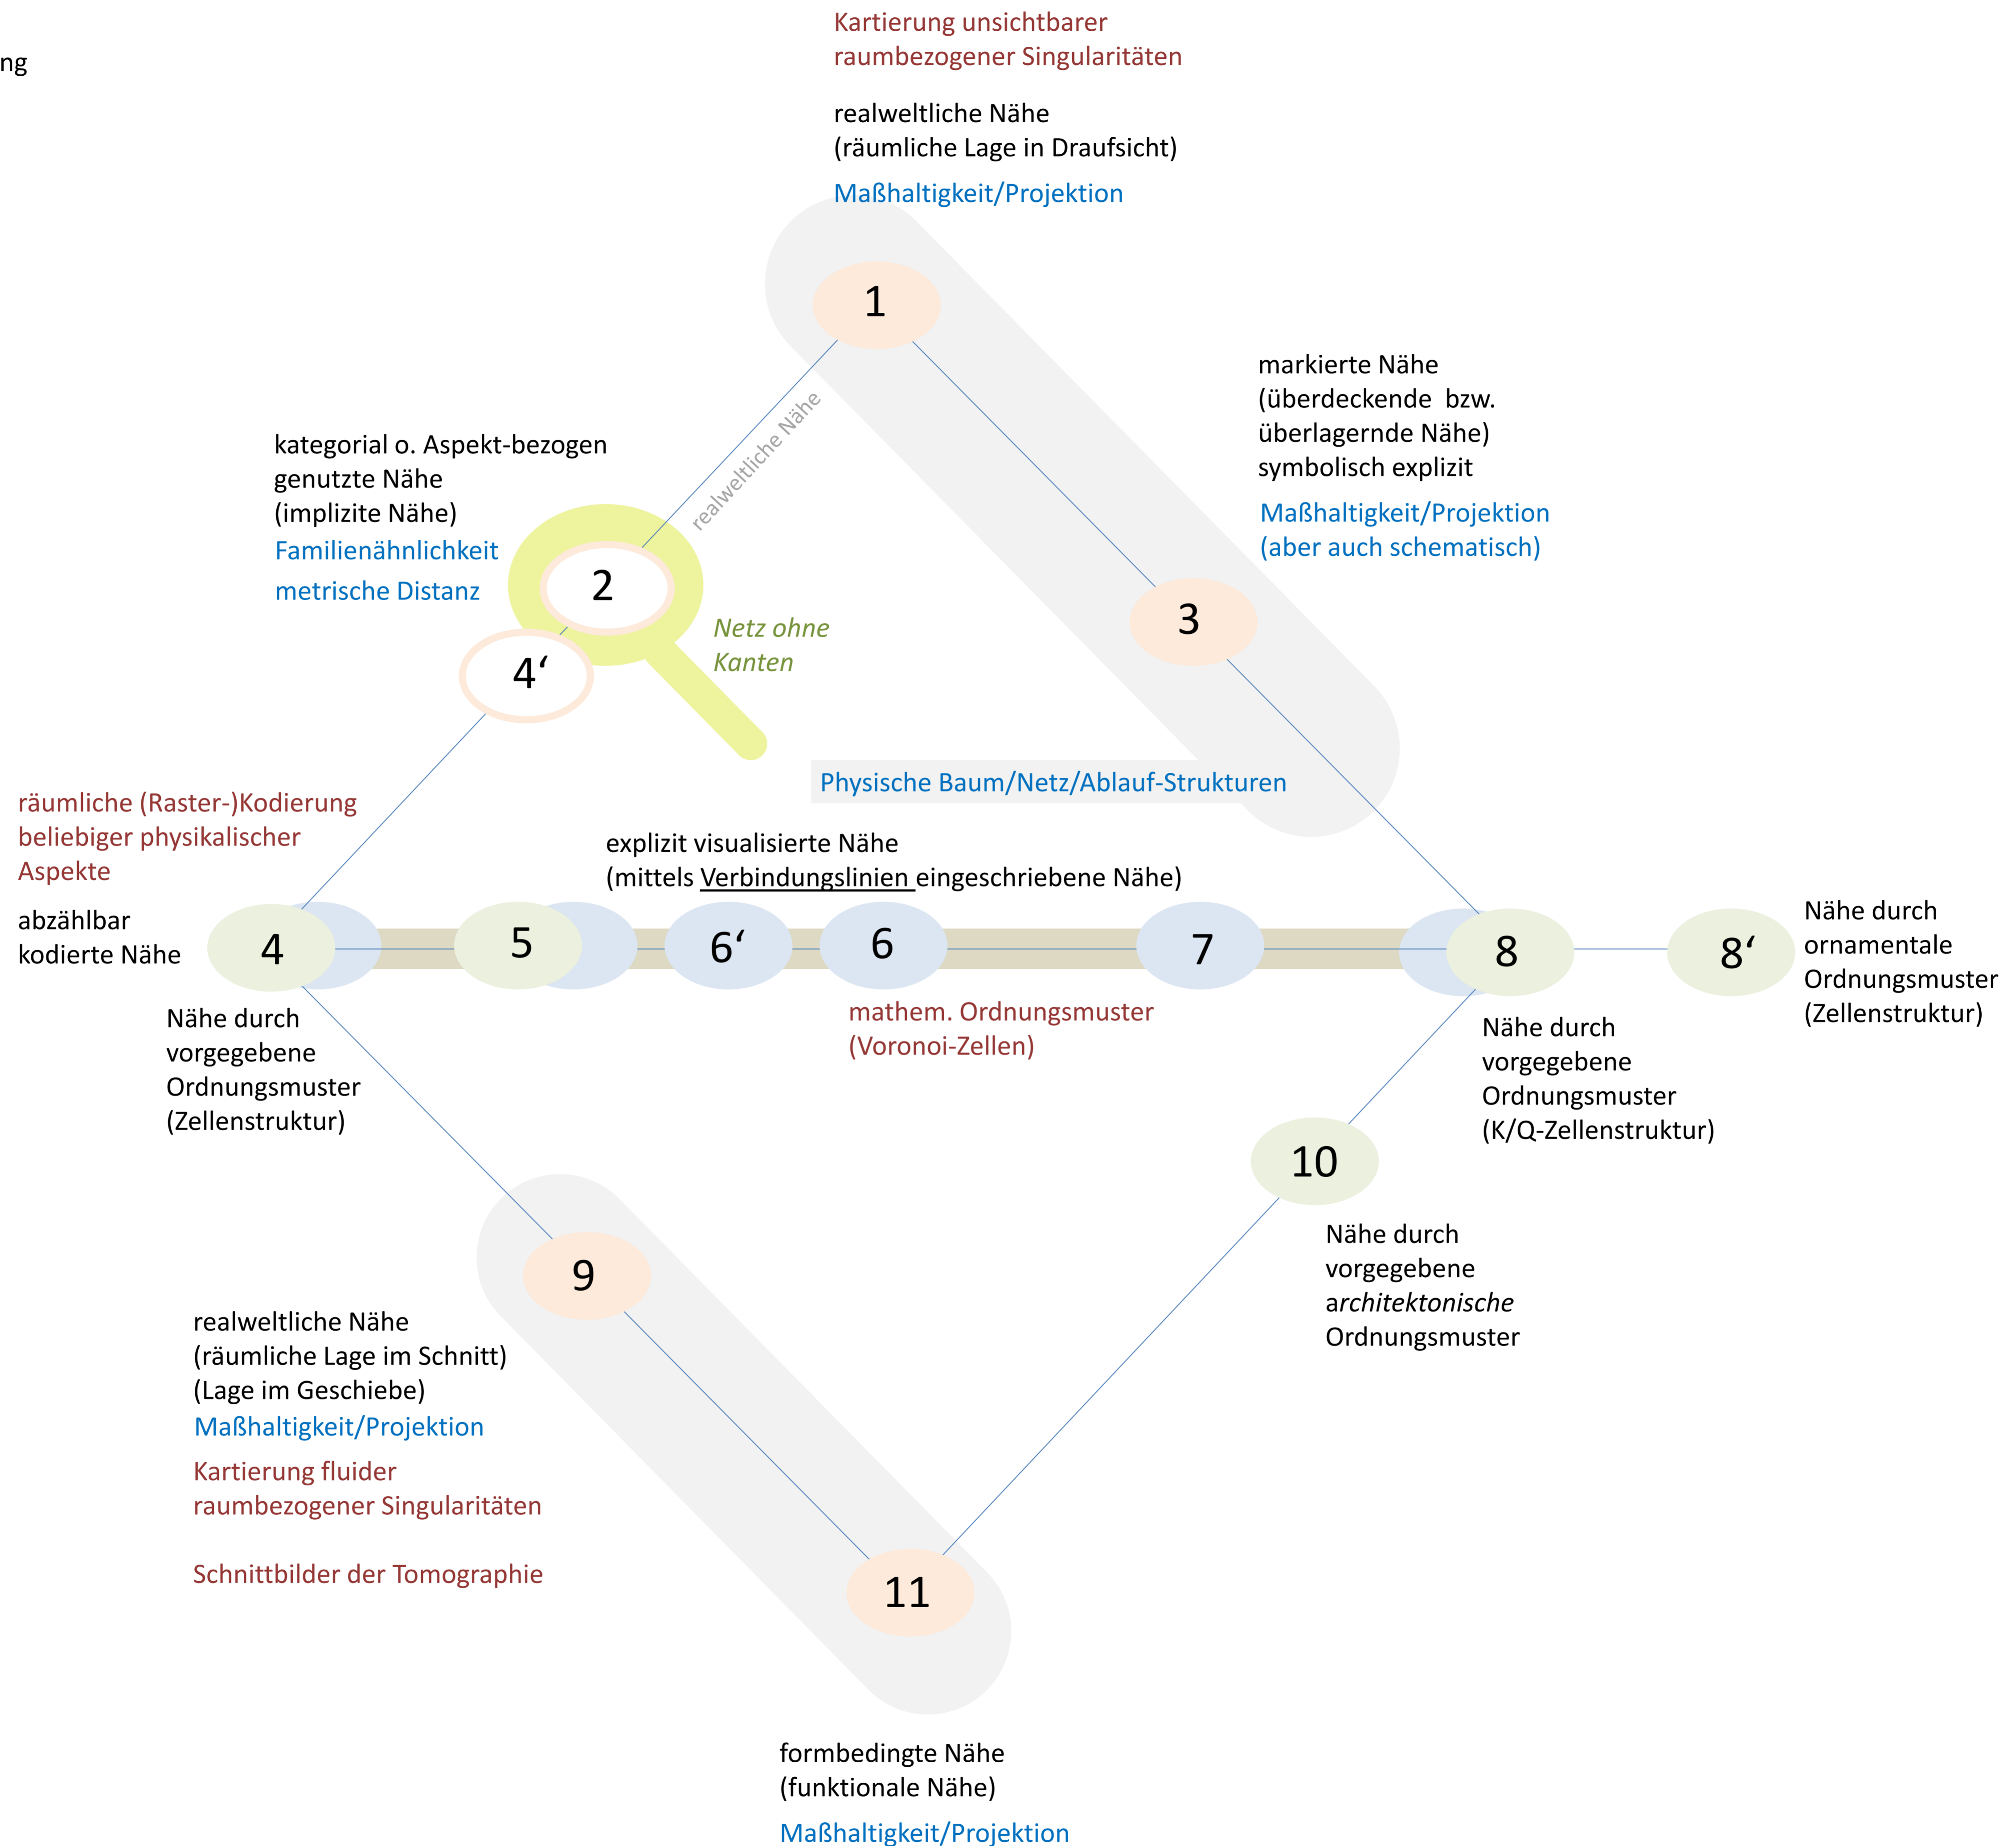 Kartierung unsichtbarer
raumbezogener Singularitäten
ng
realweltliche Nähe
(räumliche Lage in Draufsicht)
Maßhaltigkeit/Projektion
1
markierte Nähe
(überdeckende bzw.
überlagernde Nähe)
symbolisch explizit
Maßhaltigkeit/Projektion
(aber auch schematisch)
realweltliche Nähe
kategorial o. Aspekt-bezogen
genutzte Nähe
(implizite Nähe)
Familienähnlichkeit
metrische Distanz
2
3
Netz ohne
Kanten
4‘
Physische Baum/Netz/Ablauf-Strukturen
räumliche (Raster-)Kodierung
beliebiger physikalischer
Aspekte
explizit visualisierte Nähe
(mittels Verbindungslinien eingeschriebene Nähe)
abzählbar
kodierte Nähe
4
5
6‘
6
7
8
8‘
Nähe durch
ornamentale
Ordnungsmuster
(Zellenstruktur)
Nähe durch
vorgegebene
Ordnungsmuster
(Zellenstruktur)
mathem. Ordnungsmuster
(Voronoi-Zellen)
Nähe durch
vorgegebene
Ordnungsmuster
(K/Q-Zellenstruktur)
10
Nähe durch
vorgegebene
architektonische
Ordnungsmuster
9
realweltliche Nähe
(räumliche Lage im Schnitt)
(Lage im Geschiebe)
Maßhaltigkeit/Projektion
Kartierung fluider
raumbezogener Singularitäten
Schnittbilder der Tomographie
11
formbedingte Nähe
(funktionale Nähe)
Maßhaltigkeit/Projektion